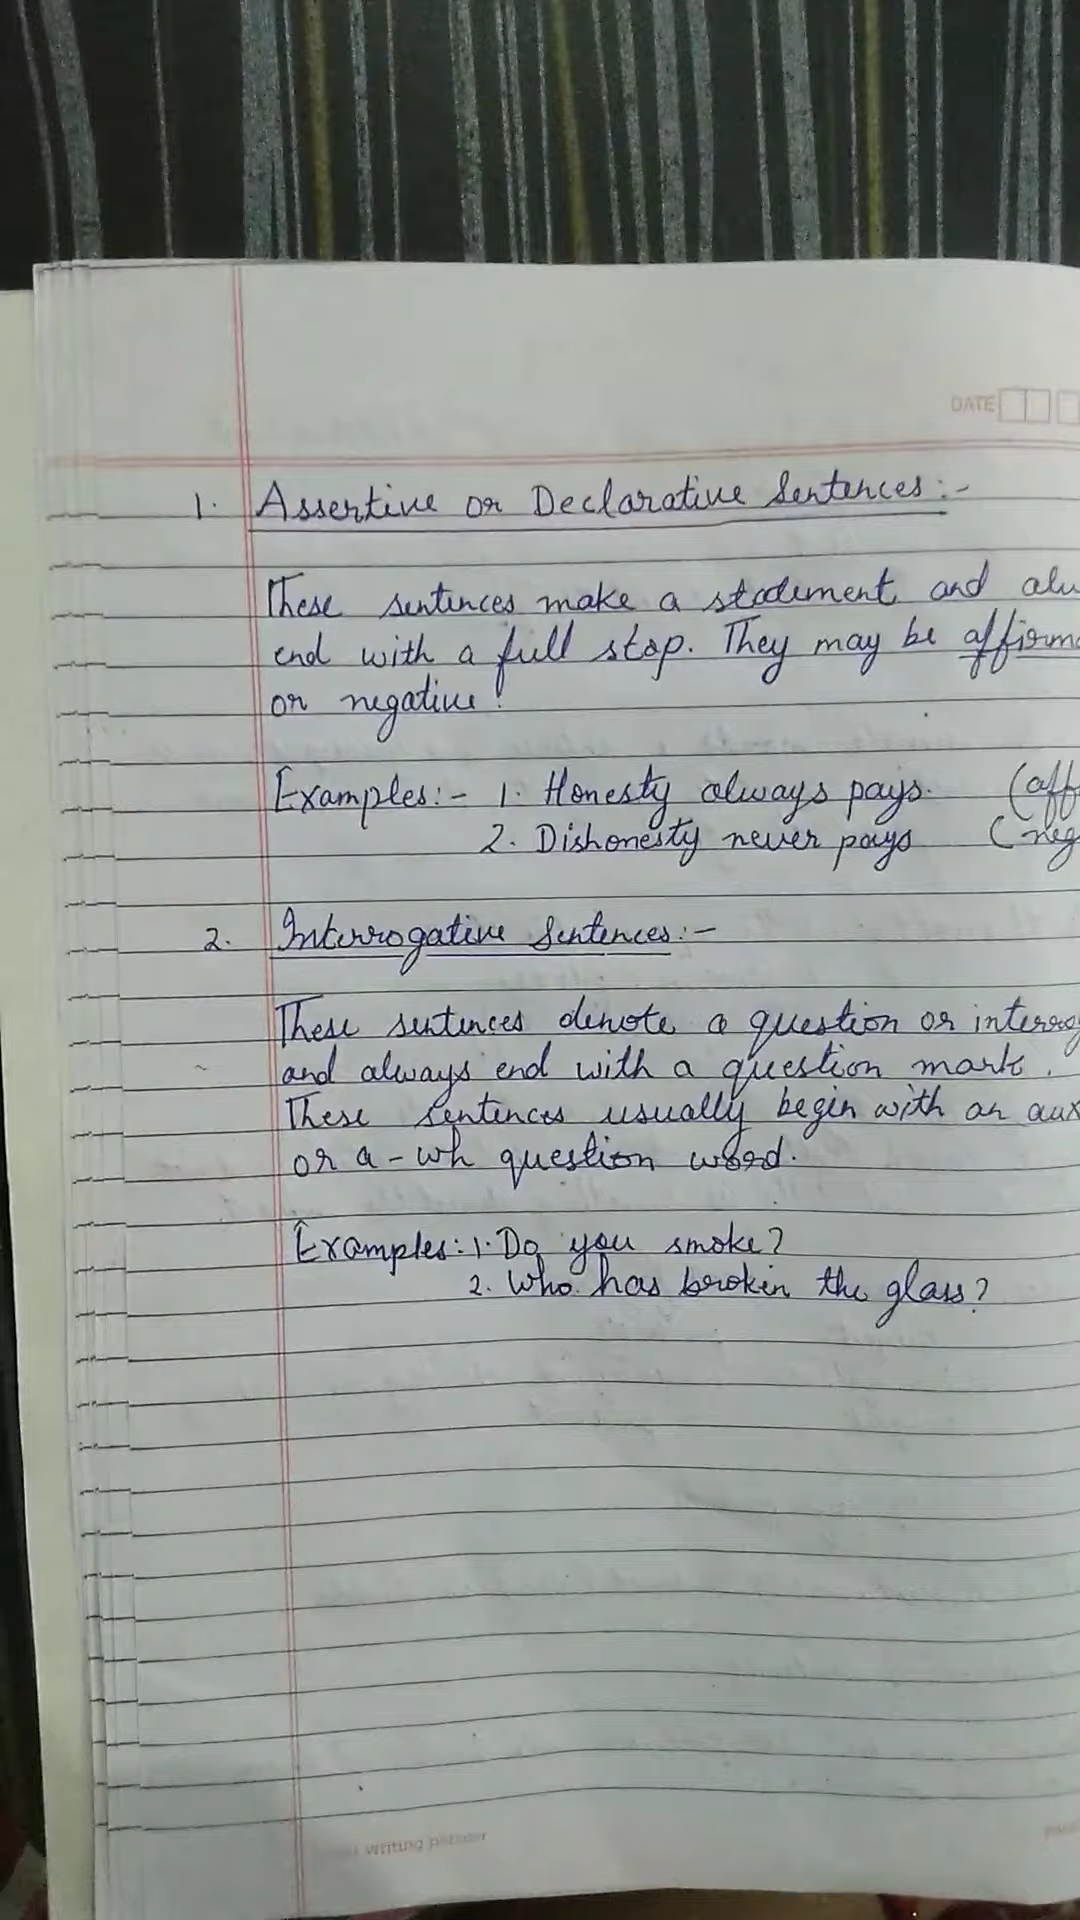 DATE
1. Assertive or Declarative Sentences:-
These sentences make a statement and alw
end with a full stop. They may be affirma
or negative.
Examples:- 1. Honesty always pays. (aff
2. Dishonesty never pays (neg
2. Interrogative Sentences:-
These sentences denote a question or interrog
and always end with a question mark.
These sentences usually begin with an aux
or a - wh question word.
Examples: 1. Do you smoke?
2. Who has broken the glass?
writing